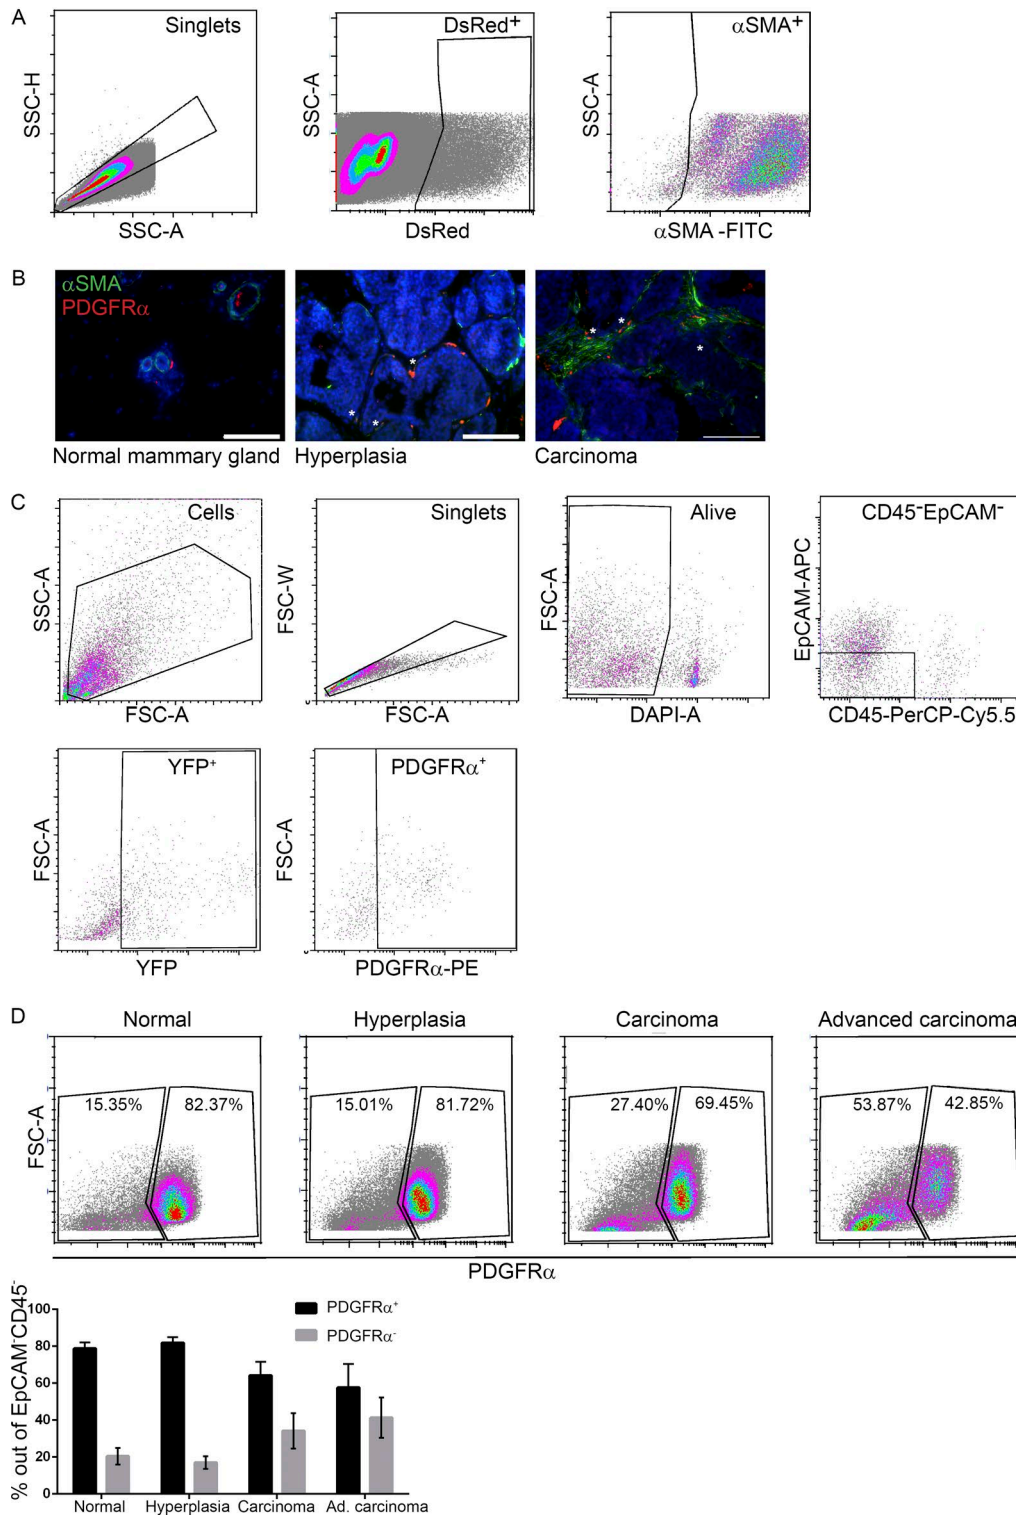 A
Singlets
SSC-H
SSC-A
DsRed⁺
SSC-A
DsRed
αSMA⁺
SSC-A
αSMA -FITC
B
αSMA
PDGFRα
* * *
* * *
Normal mammary gland
Hyperplasia
Carcinoma
C
Cells
SSC-A
FSC-A
Singlets
FSC-W
FSC-A
Alive
FSC-A
DAPI-A
CD45⁻EpCAM⁻
EpCAM-APC
CD45-PerCP-Cy5.5
YFP⁺
FSC-A
YFP
PDGFRα⁺
FSC-A
0
PDGFRα-PE
D
Normal
Hyperplasia
Carcinoma
Advanced carcinoma
FSC-A
15.35% 82.37%
15.01% 81.72%
27.40% 69.45%
53.87% 42.85%
PDGFRα
% out of EpCAM⁻CD45⁻
100
80
60
40
20
0
PDGFRα⁺
PDGFRα⁻
Normal Hyperplasia Carcinoma Ad. carcinoma